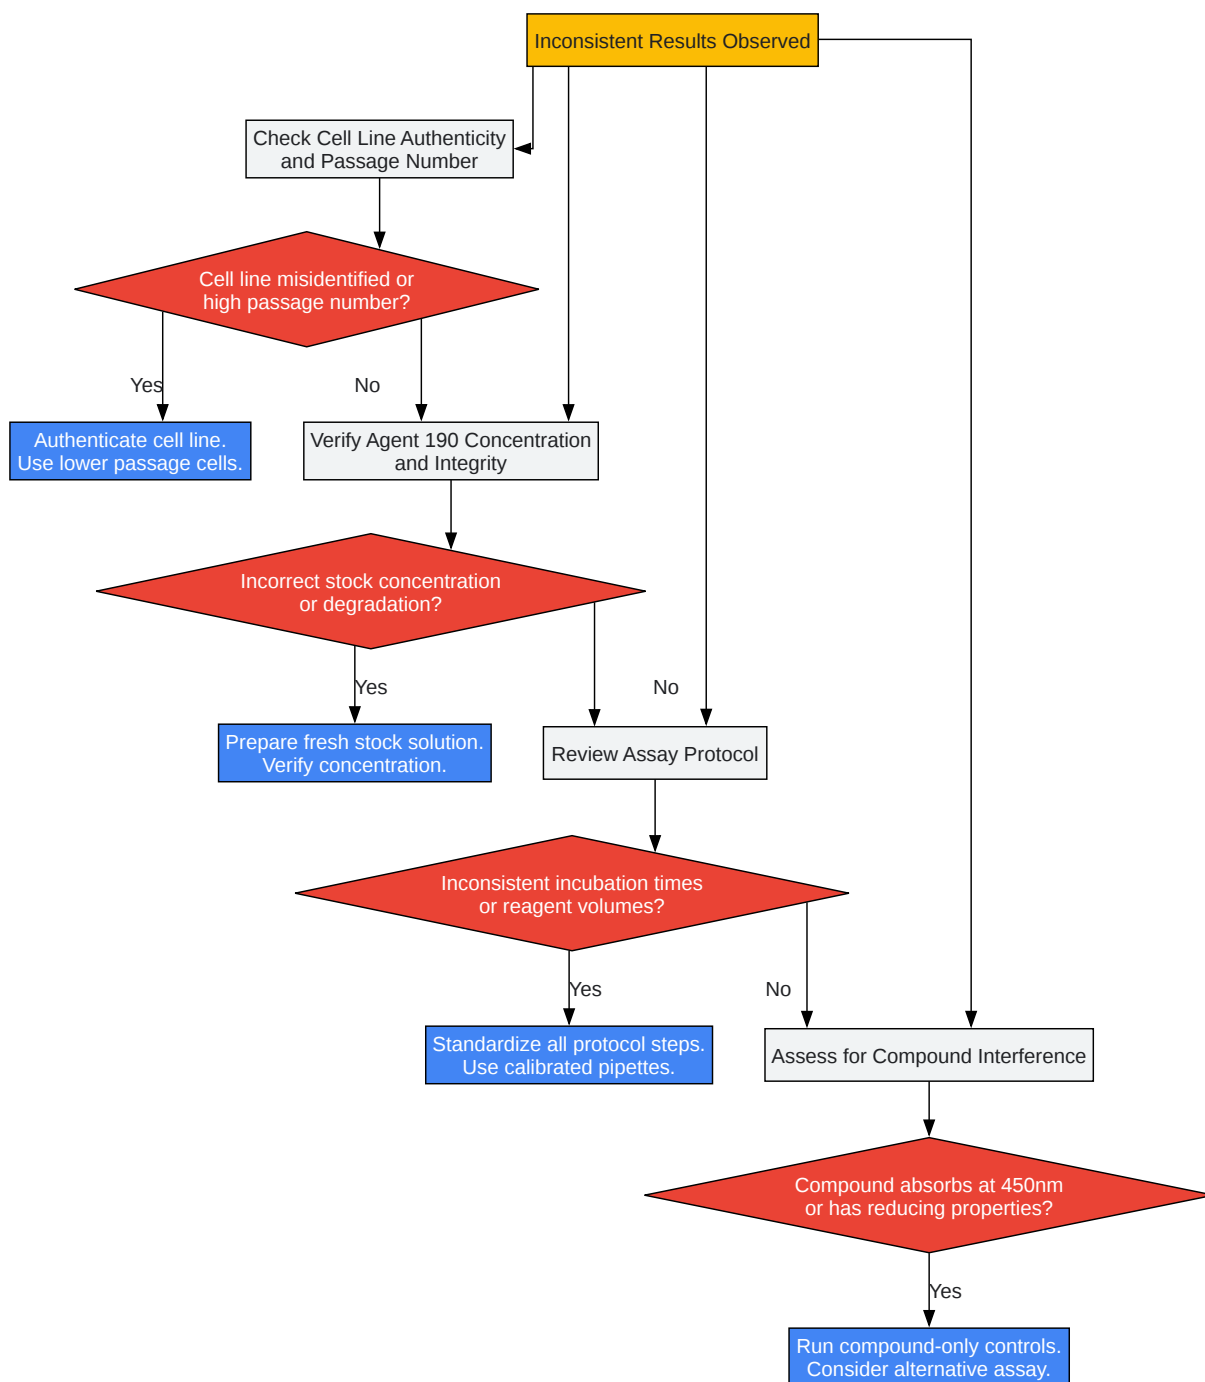 Inconsistent Results Observed
Check Cell Line Authenticity
and Passage Number
Cell line misidentified or
high passage number?
Yes
No
Authenticate cell line.
Use lower passage cells.
Verify Agent 190 Concentration
and Integrity
Incorrect stock concentration
or degradation?
Yes
No
Prepare fresh stock solution.
Verify concentration.
Review Assay Protocol
Inconsistent incubation times
or reagent volumes?
Yes
No
Standardize all protocol steps.
Use calibrated pipettes.
Assess for Compound Interference
Compound absorbs at 450nm
or has reducing properties?
Yes
Run compound-only controls.
Consider alternative assay.